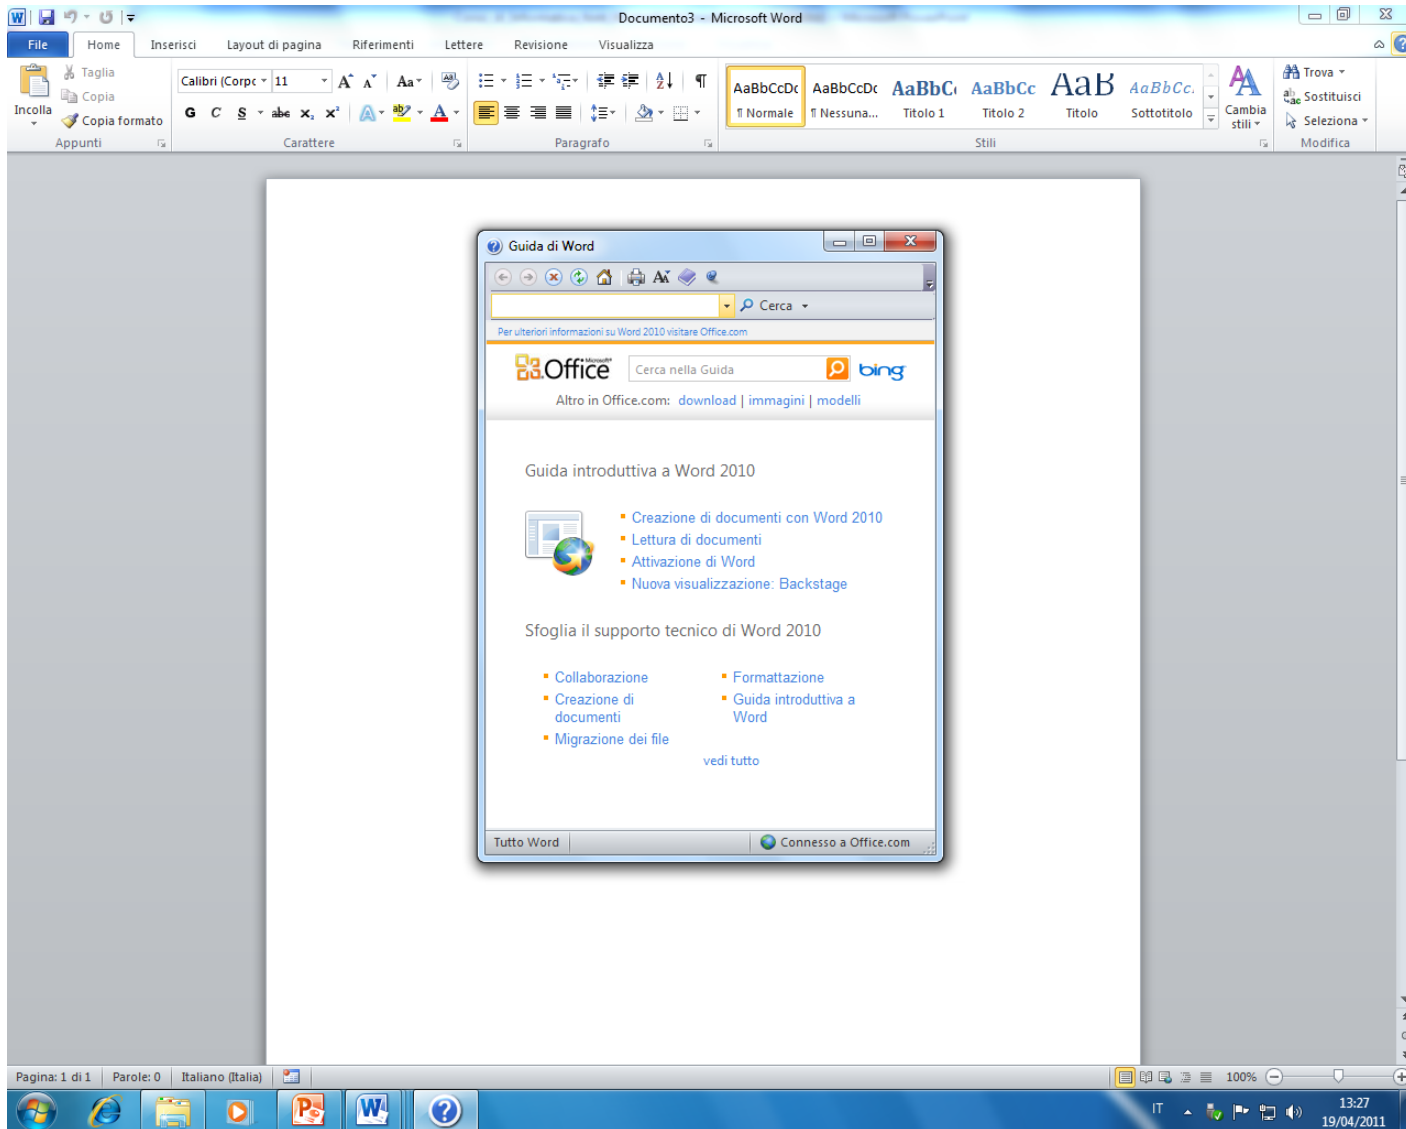 Documento3 - Microsoft Word
File Home Inserisci Layout di pagina Riferimenti Lettere Revisione Visualizza
Incolla
Taglia
Copia
Copia formato
Appunti
Calibri (Corpc 11
G C S abc x₂ x²
Aa
Carattere
Paragrafo
AaBbCcDc AaBbCcDc AaBbC AaBbCc AaB AaBbCc.
¶ Normale ¶ Nessuna... Titolo 1 Titolo 2 Titolo Sottotitolo
Stili
Cambia
stili
Trova
Sostituisci
Seleziona
Modifica
Guida di Word
Cerca
Per ulteriori informazioni su Word 2010 visitare Office.com
Microsoft®
Office Cerca nella Guida bing
Altro in Office.com: download | immagini | modelli
Guida introduttiva a Word 2010
Creazione di documenti con Word 2010
Lettura di documenti
Attivazione di Word
Nuova visualizzazione: Backstage
Sfoglia il supporto tecnico di Word 2010
Collaborazione
Creazione di
documenti
Migrazione dei file
Formattazione
Guida introduttiva a
Word
vedi tutto
Tutto Word Connesso a Office.com
Pagina: 1 di 1 Parole: 0 Italiano (Italia) 100%
IT 13:27
19/04/2011